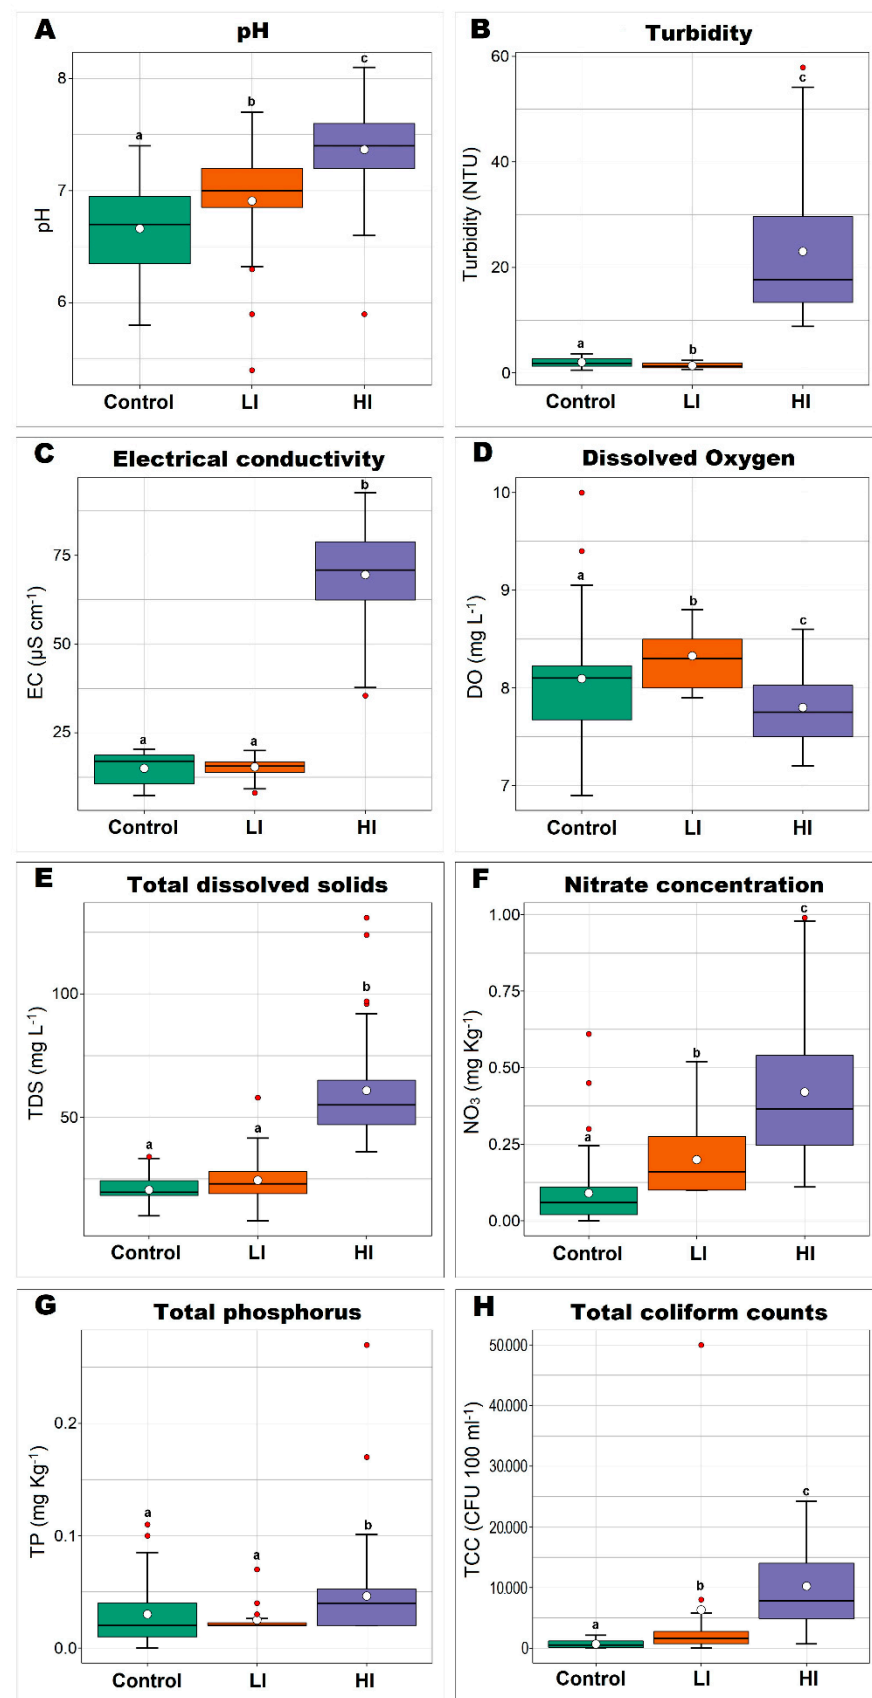 A pH
pH
8
7
6
a
b
c
Control LI HI
B Turbidity
Turbidity (NTU)
60
40
20
0
a
b
c
Control LI HI
C Electrical conductivity
EC (µS cm⁻¹)
75
50
25
a
a
b
Control LI HI
D Dissolved Oxygen
DO (mg L⁻¹)
10
9
8
7
a
b
c
Control LI HI
E Total dissolved solids
TDS (mg L⁻¹)
100
50
a
a
b
Control LI HI
F Nitrate concentration
NO₃ (mg Kg⁻¹)
1.00
0.75
0.50
0.25
0.00
a
b
c
Control LI HI
G Total phosphorus
TP (mg Kg⁻¹)
0.2
0.1
0.0
a
a
b
Control LI HI
H Total coliform counts
TCC (CFU 100 ml⁻¹)
50.000
40.000
30.000
20.000
10.000
0
a
b
c
Control LI HI